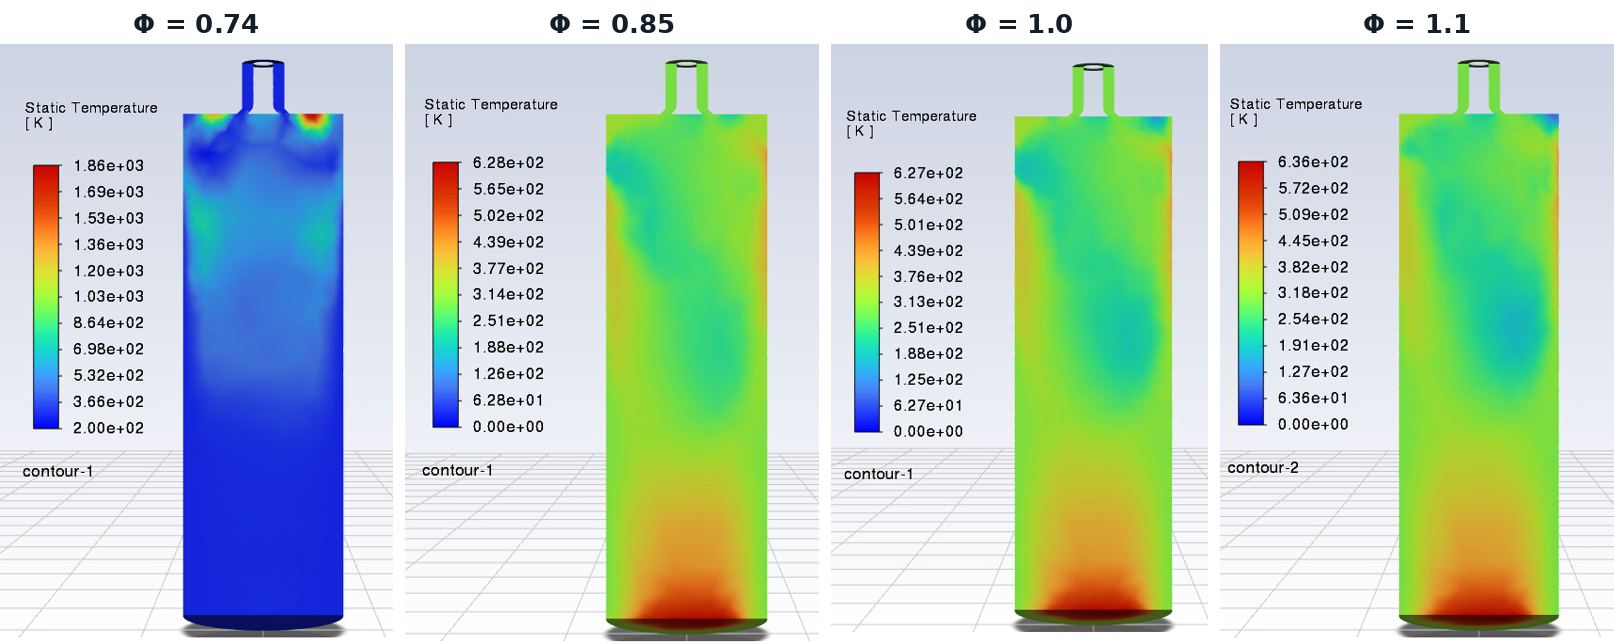 Φ = 0.74
Static Temperature
[ K ]
1.86e+03
1.69e+03
1.53e+03
1.36e+03
1.20e+03
1.03e+03
8.64e+02
6.98e+02
5.32e+02
3.66e+02
2.00e+02
contour-1
Φ = 0.85
Static Temperature
[ K ]
6.28e+02
5.65e+02
5.02e+02
4.39e+02
3.77e+02
3.14e+02
2.51e+02
1.88e+02
1.26e+02
6.28e+01
0.00e+00
contour-1
Φ = 1.0
Static Temperature
[ K ]
6.27e+02
5.64e+02
5.01e+02
4.39e+02
3.76e+02
3.13e+02
2.51e+02
1.88e+02
1.25e+02
6.27e+01
0.00e+00
contour-1
Φ = 1.1
Static Temperature
[ K ]
6.36e+02
5.72e+02
5.09e+02
4.45e+02
3.82e+02
3.18e+02
2.54e+02
1.91e+02
1.27e+02
6.36e+01
0.00e+00
contour-2